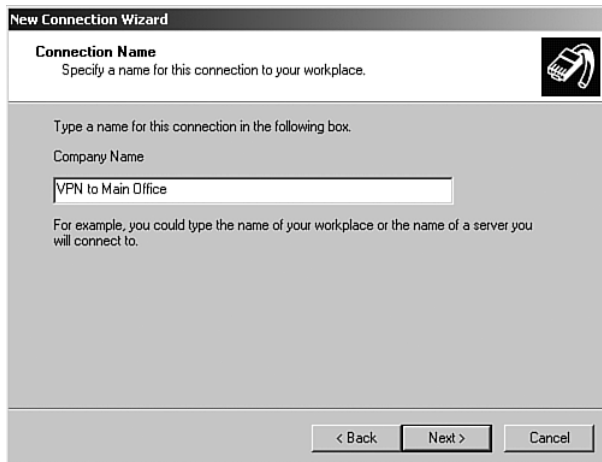 New Connection Wizard
Connection Name
Specify a name for this connection to your workplace.
Type a name for this connection in the following box.
Company Name
VPN to Main Office
For example, you could type the name of your workplace or the name of a server you
will connect to.
< Back
Next >
Cancel